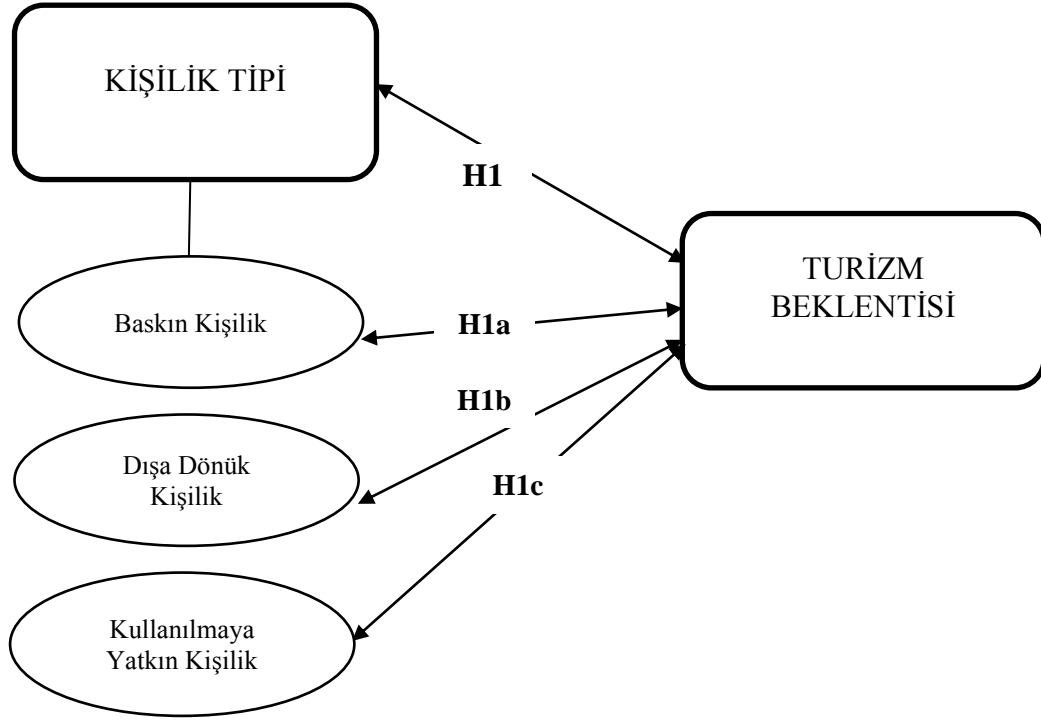 KİŞİLİK TİPİ
H1
TURİZM
BEKLENTİSİ
Baskın Kişilik
H1a
H1b
Dışa Dönük
Kişilik
H1c
Kullanılmaya
Yatkın Kişilik